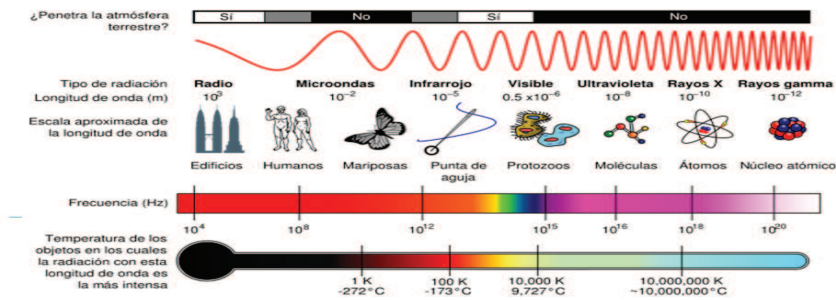 ¿Penetra la atmósfera
terrestre?
Sí
No
Sí
No
Tipo de radiación
Radio
Microondas
Infrarrojo
Visible
Ultravioleta
Rayos X
Rayos gamma
Longitud de onda (m)
10³
10⁻²
10⁻⁵
0.5 x10⁻⁶
10⁻⁸
10⁻¹⁰
10⁻¹²
Escala aproximada de
la longitud de onda
Edificios
Humanos
Mariposas
Punta de
aguja
Protozoos
Moléculas
Átomos
Núcleo atómico
Frecuencia (Hz)
10⁴
10⁸
10¹²
10¹⁵
10¹⁶
10¹⁸
10²⁰
Temperatura de los
objetos en los cuales
la radiación con esta
longitud de onda es
la más intensa
1 K
-272°C
100 K
-173°C
10,000 K
9,727°C
10,000,000 K
~10,000,000°C